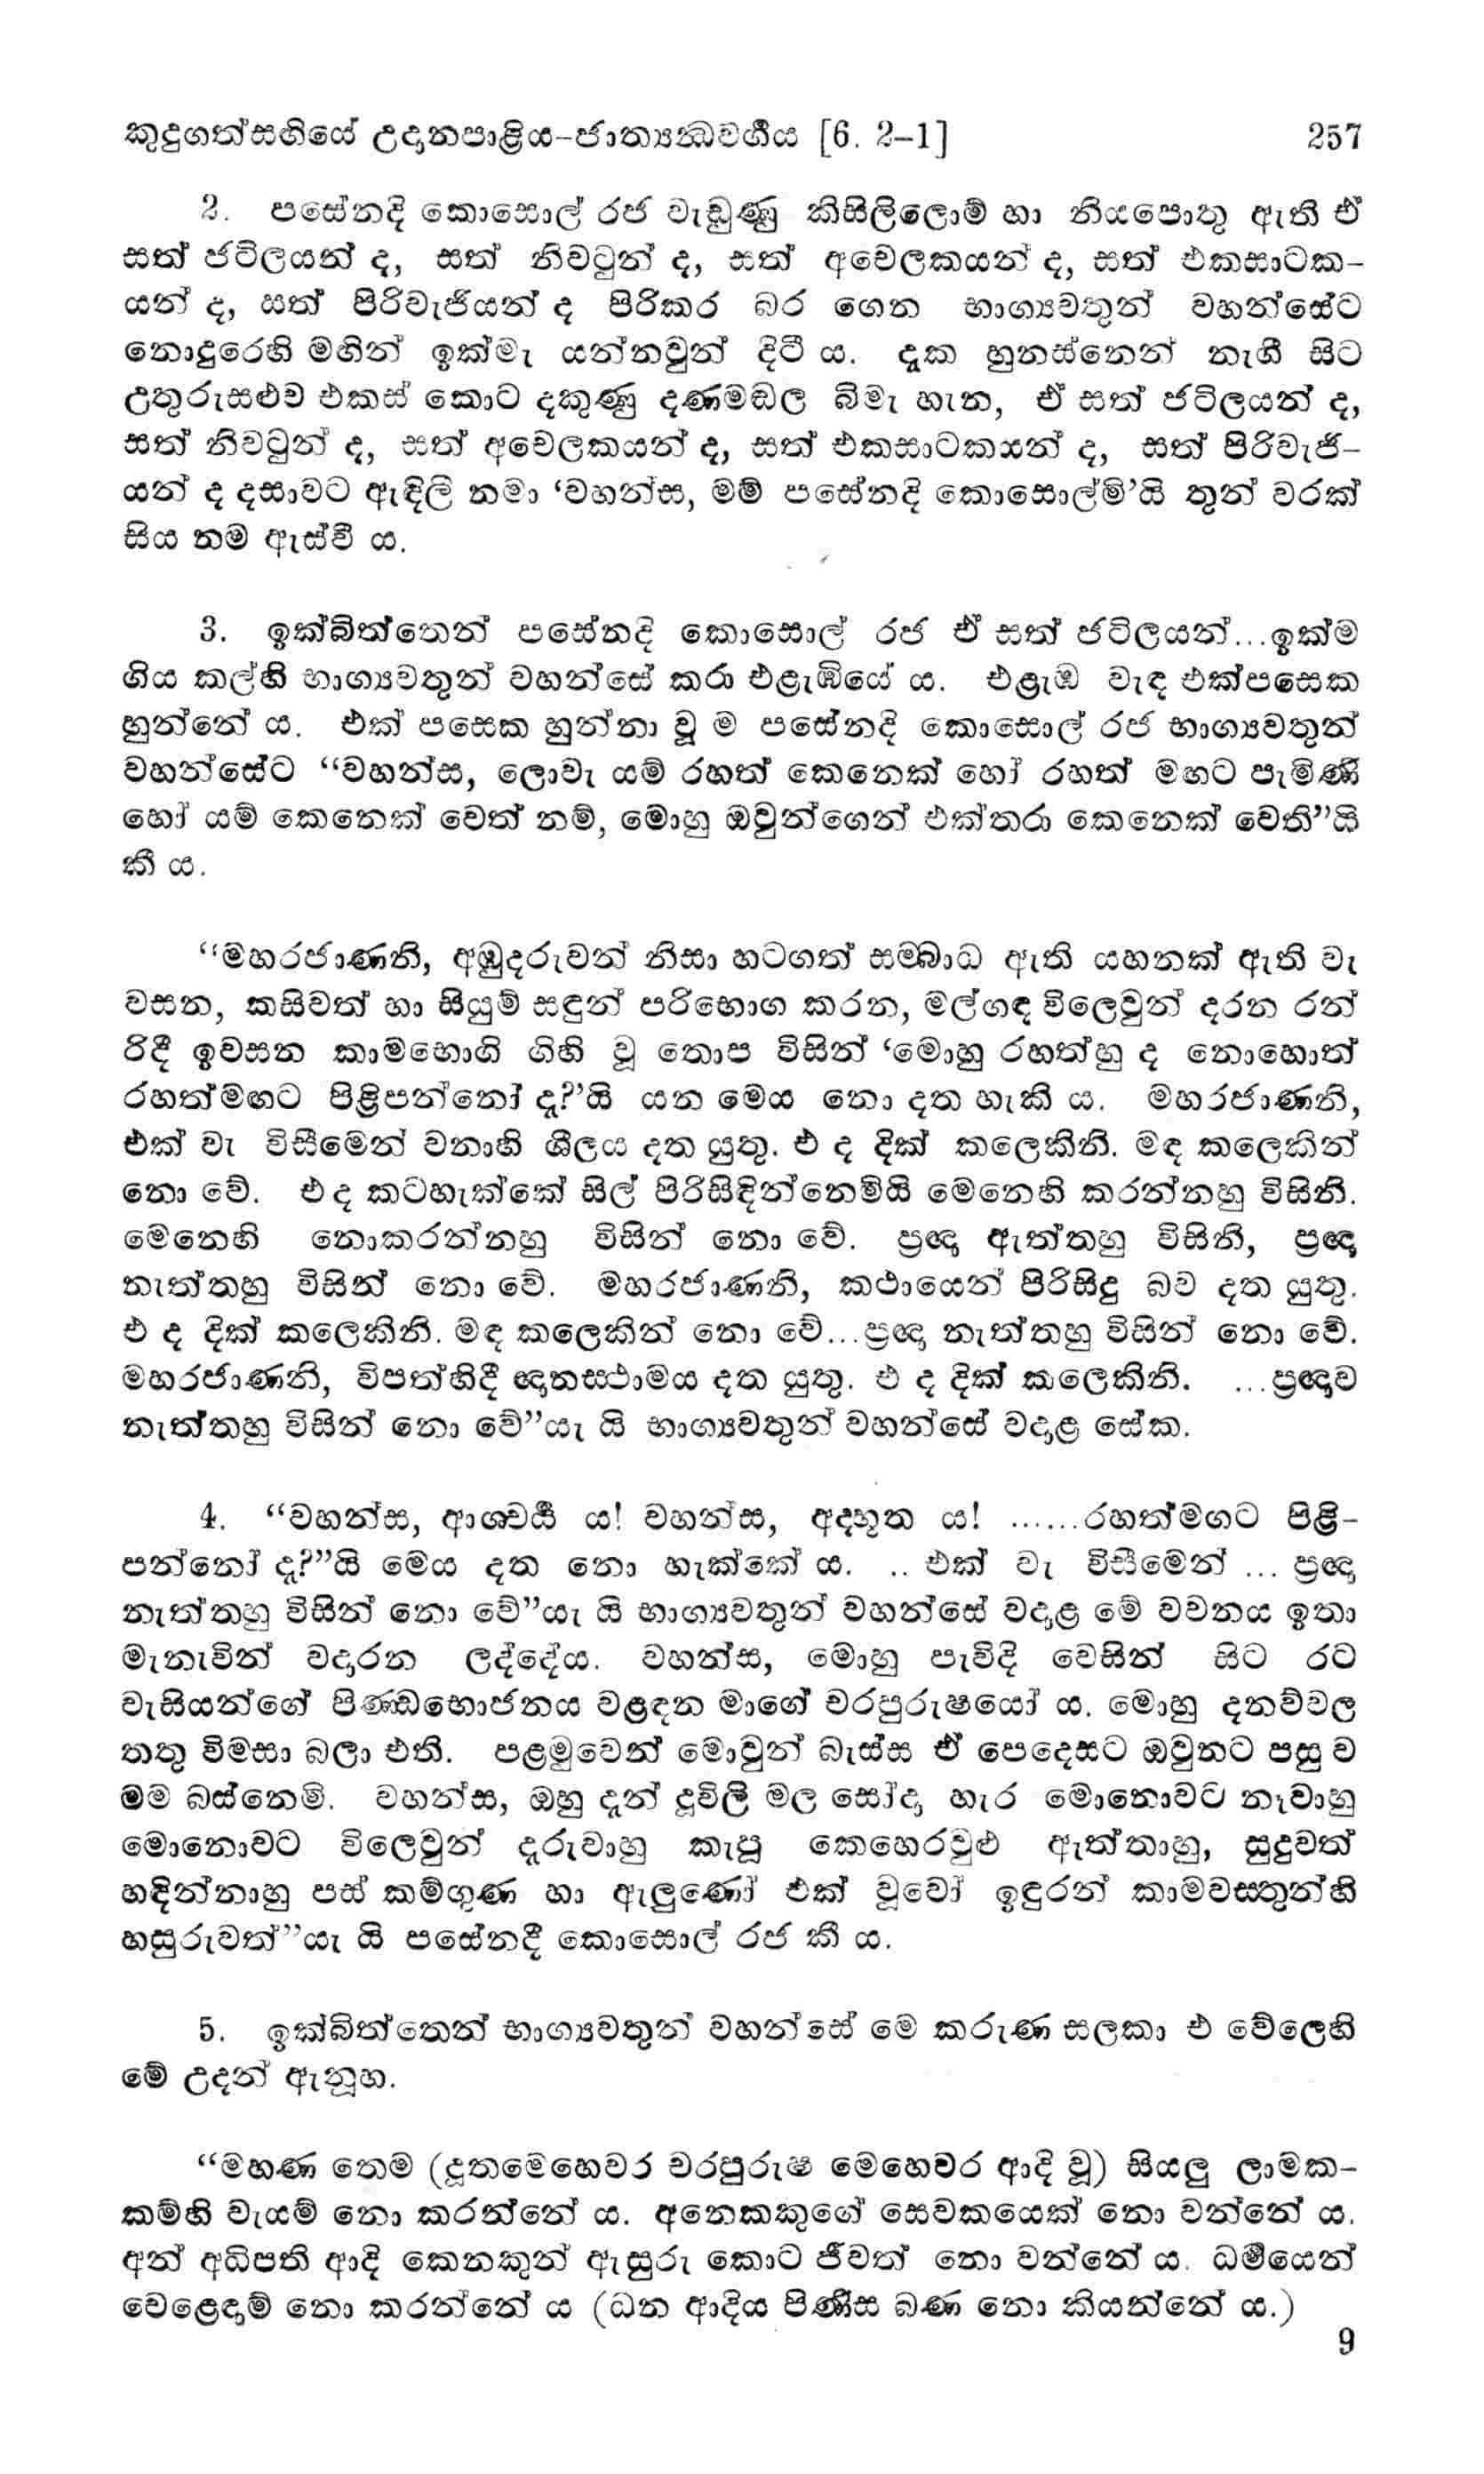 කුදුගත්සඟියේ උදානපාළිය-ජාත්‍යන්‍ධවර්‍ගය [6. 2-1] 257
2. පසේනදි කොසොල් රජ වැඩුණු කිසිලිලොම් හා නියපොතු ඇති ඒ
සත් ජටිලයන් ද, සත් නිවටුන් ද, සත් අචෙලකයන් ද, සත් එකසාටක-
යන් ද, සත් පිරිවැජියන් ද පිරිකර බර ගෙන භාග්‍යවතුන් වහන්සේට
නොදුරෙහි මඟින් ඉක්මැ යන්නවුන් දිටී ය. දැක හුනස්නෙන් නැගී සිට
උතුරුසළුව එකස් කොට දකුණු දණමඬල බිමැ හැන, ඒ සත් ජටිලයන් ද,
සත් නිවටුන් ද, සත් අචෙලකයන් ද, සත් එකසාටකයන් ද, සත් පිරිවැජි-
යන් ද දසාවට ඇඳිලි නමා ‘වහන්ස, මම් පසේනදි කොසොල්මි’යි තුන් වරක්
සිය නම ඇස්වී ය.
3. ඉක්බිත්තෙන් පසේනදි කොසොල් රජ ඒ සත් ජටිලයන්...ඉක්ම
ගිය කල්හි භාග්‍යවතුන් වහන්සේ කරා එළැඹියේ ය. එළැඹ වැඳ එක්පසෙක
හුන්නේ ය. එක් පසෙක හුන්නා වූ ම පසේනදි කොසොල් රජ භාග්‍යවතුන්
වහන්සේට “වහන්ස, ලොවැ යම් රහත් කෙනෙක් හෝ රහත් මඟට පැමිණි
හෝ යම් කෙනෙක් වෙත් නම්, මොහු ඔවුන්ගෙන් එක්තරා කෙනෙක් වෙති”යි
කී ය.
“මහරජාණනි, අඹුදරුවන් නිසා හටගත් සම්බාධ ඇති යහනක් ඇති වැ
වසන, කසිවත් හා සියුම් සඳුන් පරිභොග කරන, මල්ගඳ විලෙවුන් දරන රන්
රිදී ඉවසන කාමභොගි ගිහි වූ තොප විසින් ‘මොහු රහත්හු ද නොහොත්
රහත්මඟට පිළිපන්නෝ දැ?’යි යන මෙය නො දත හැකි ය. මහරජාණනි,
එක් වැ විසීමෙන් වනාහි ශීලය දත යුතු. එ ද දික් කලෙකිනි. මඳ කලෙකින්
නො වේ. එ ද කටහැක්කේ සිල් පිරිසිඳින්නෙම්යි මෙනෙහි කරන්නහු විසිනි.
මෙනෙහි නොකරන්නහු විසින් නො වේ. ප්‍රඥා ඇත්තහු විසිනි, ප්‍රඥා
නැත්තහු විසින් නො වේ. මහරජාණනි, කථායෙන් පිරිසිදු බව දත යුතු.
එ ද දික් කලෙකිනි. මඳ කලෙකින් නො වේ...ප්‍රඥා නැත්තහු විසින් නො වේ.
මහරජාණනි, විපත්හිදී ඥානස්ථාමය දත යුතු. එ ද දික් කලෙකිනි. ...ප්‍රඥාව
නැත්තහු විසින් නො වේ”යැ යි භාග්‍යවතුන් වහන්සේ වදාළ සේක.
4. “වහන්ස, ආශ්චර්‍ය ය! වහන්ස, අද්භූත ය! ......රහත්මගට පිළි-
පන්නෝ දැ?”යි මෙය දත නො හැක්කේ ය. .. එක් වැ විසීමෙන් ... ප්‍රඥා
නැත්තහු විසින් නො වේ”යැ යි භාග්‍යවතුන් වහන්සේ වදාළ මේ වචනය ඉතා
මැනැවින් වදාරන ලද්දේය. වහන්ස, මොහු පැවිදි වෙසින් සිට රට
වැසියන්ගේ පිණ්ඩභොජනය වළඳන මාගේ චරපුරුෂයෝ ය. මොහු දනව්වල
තතු විමසා බලා එති. පළමුවෙන් මොවුන් බැස්ස ඒ පෙදෙසට ඔවුනට පසු ව
මම බස්නෙමි. වහන්ස, ඔහු දැන් දූවිලි මල සෝදා හැර මොනොවට නෑවාහු
මොනොවට විලෙවුන් දැරුවාහු කැපූ කෙහෙරවුළු ඇත්තාහු, සුදුවත්
හඳින්නාහු පස් කම්ගුණ හා ඇලුණෝ එක් වූවෝ ඉඳුරන් කාමවස්තුන්හි
හසුරුවත්”යැ යි පසේනදී කොසොල් රජ කී ය.
5. ඉක්බිත්තෙන් භාග්‍යවතුන් වහන්සේ මෙ කරුණ සලකා එ වේලෙහි
මේ උදන් ඇනූහ.
“මහණ තෙම (දූතමෙහෙවර චරපුරුෂ මෙහෙවර ආදි වූ) සියලු ලාමක-
කම්හි වැයම් නො කරන්නේ ය. අනෙකකුගේ සෙවකයෙක් නො වන්නේ ය.
අන් අධිපති ආදි කෙනකුන් ඇසුරු කොට ජීවත් නො වන්නේ ය. ධර්‍මයෙන්
වෙළෙඳාම් නො කරන්නේ ය (ධන ආදිය පිණිස බණ නො කියන්නේ ය.)
9